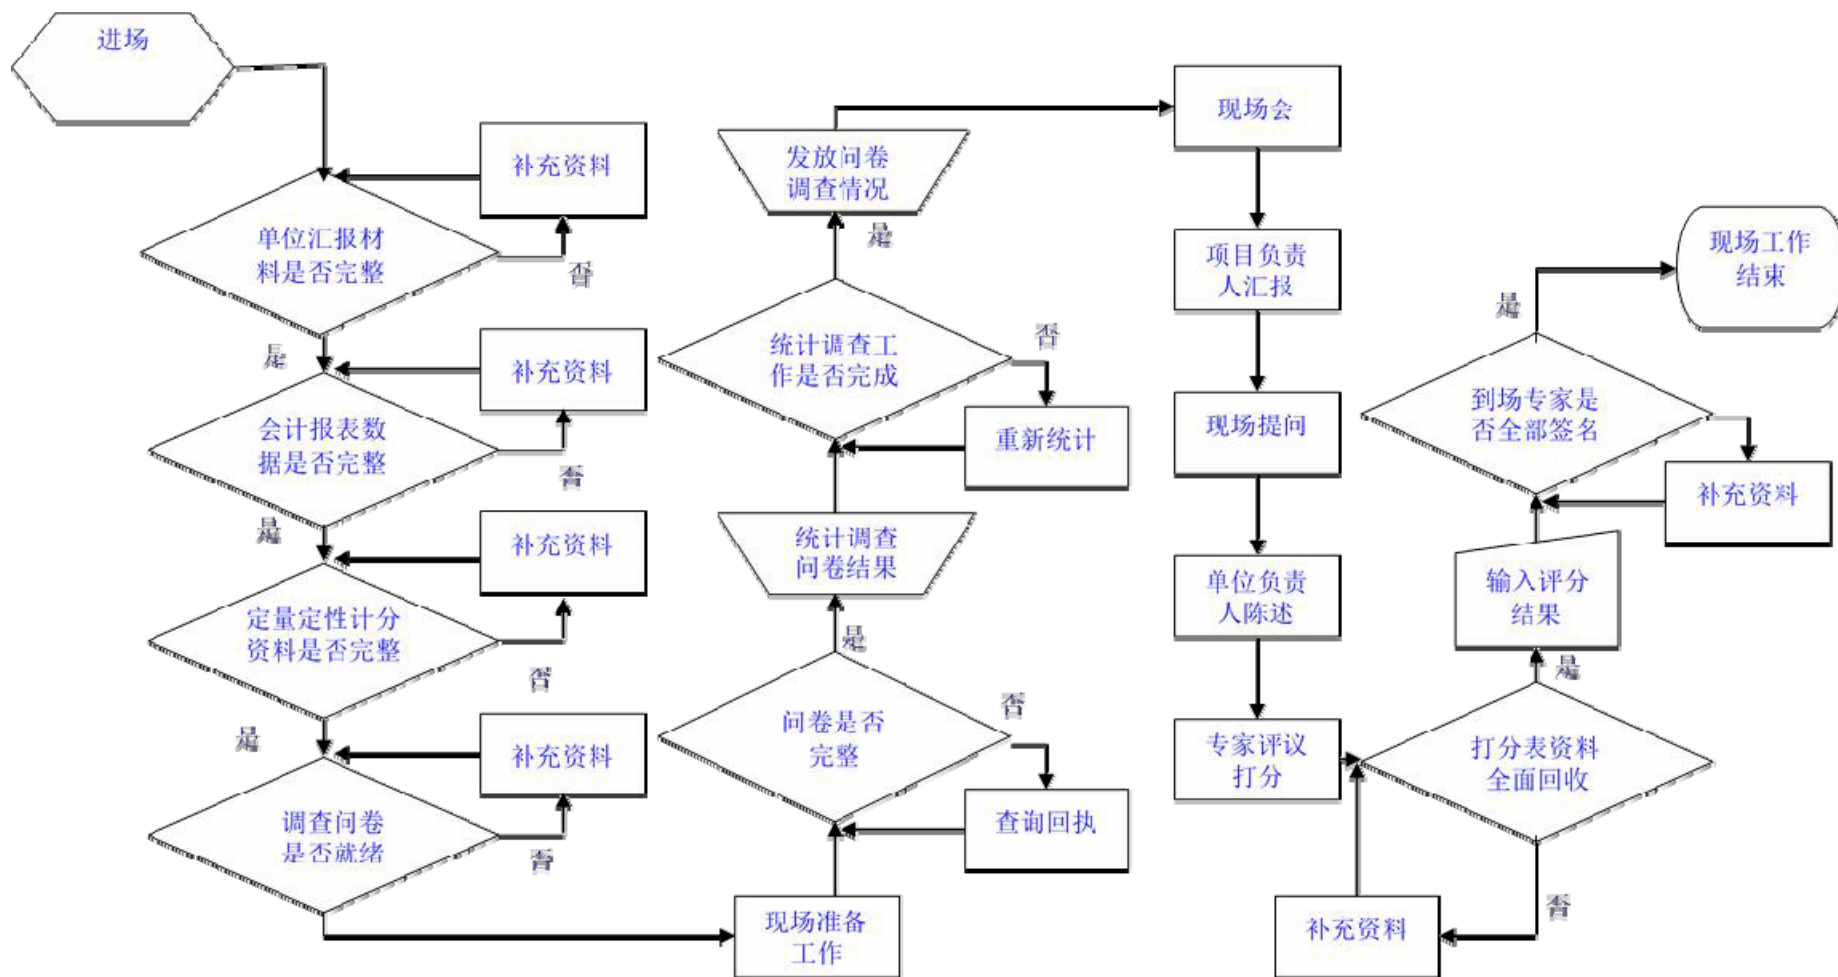 进场
补充资料
单位汇报材
料是否完整
否
是
补充资料
会计报表数
据是否完整
否
是
补充资料
定量定性计分
资料是否完整
否
是
补充资料
调查问卷
是否就绪
否
现场准备
工作
问卷是否
完整
否
查询回执
是
统计调查
问卷结果
统计调查工
作是否完成
否
重新统计
是
发放问卷
调查情况
现场会
项目负责
人汇报
现场提问
单位负责
人陈述
专家评议
打分
打分表资料
全面回收
否
补充资料
是
输入评分
结果
到场专家是
否全部签名
补充资料
是
现场工作
结束